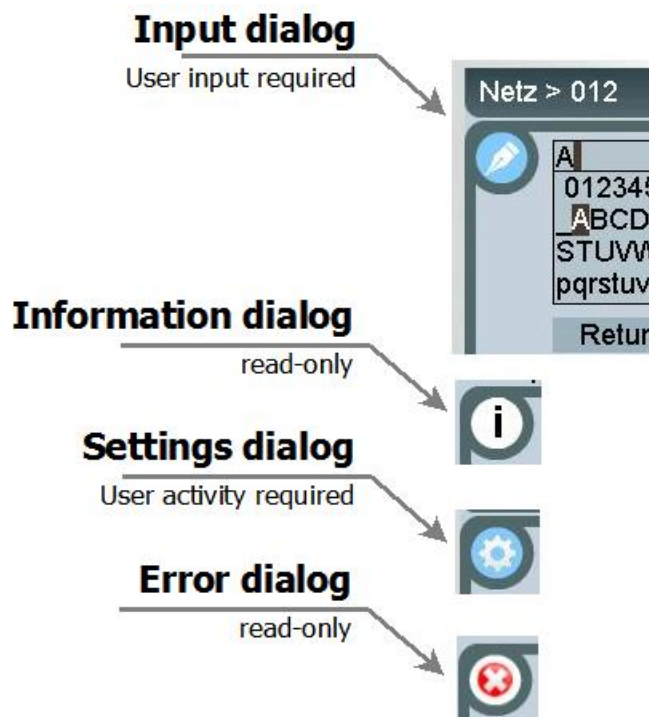 Input dialog
User input required
Netz > 012
A
012345
_ABCD
STUVW
pqrstuv
Retur
Information dialog
read-only
i
Settings dialog
User activity required
Error dialog
read-only